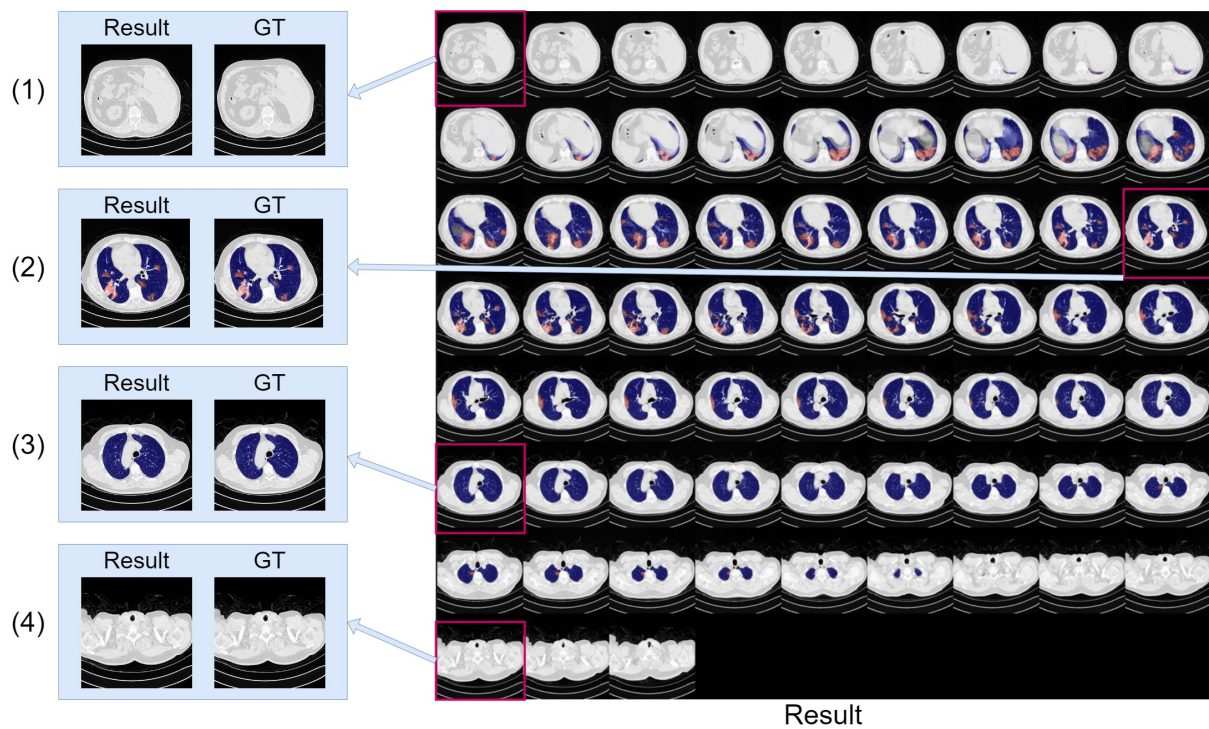 (1)
Result GT
(2)
Result GT
(3)
Result GT
(4)
Result GT
Result